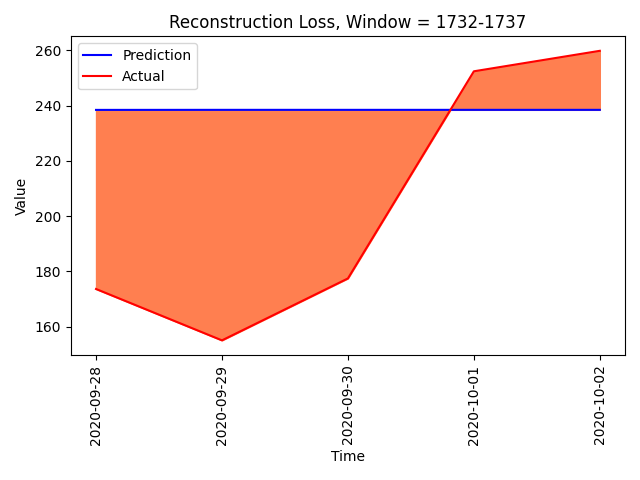 Reconstruction Loss, Window = 1732-1737
Prediction
Actual
260
240
220
200
180
160
Value
2020-09-28
2020-09-29
2020-09-30
2020-10-01
2020-10-02
Time